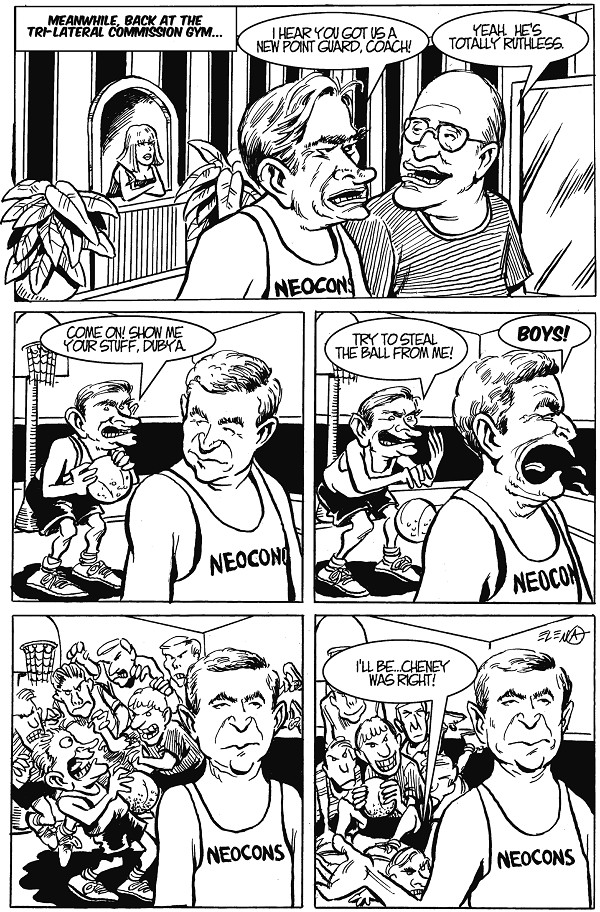 MEANWHILE, BACK AT THE
TRI-LATERAL COMMISSION GYM...
I HEAR YOU GOT US A
NEW POINT GUARD, COACH!
YEAH. HE'S
TOTALLY RUTHLESS.
NEOCONS
COME ON! SHOW ME
YOUR STUFF, DUBYA.
NEOCON
TRY TO STEAL
THE BALL FROM ME!
BOYS!
NEOCON
NEOCONS
ELENA
I'LL BE...CHENEY
WAS RIGHT!
NEOCONS